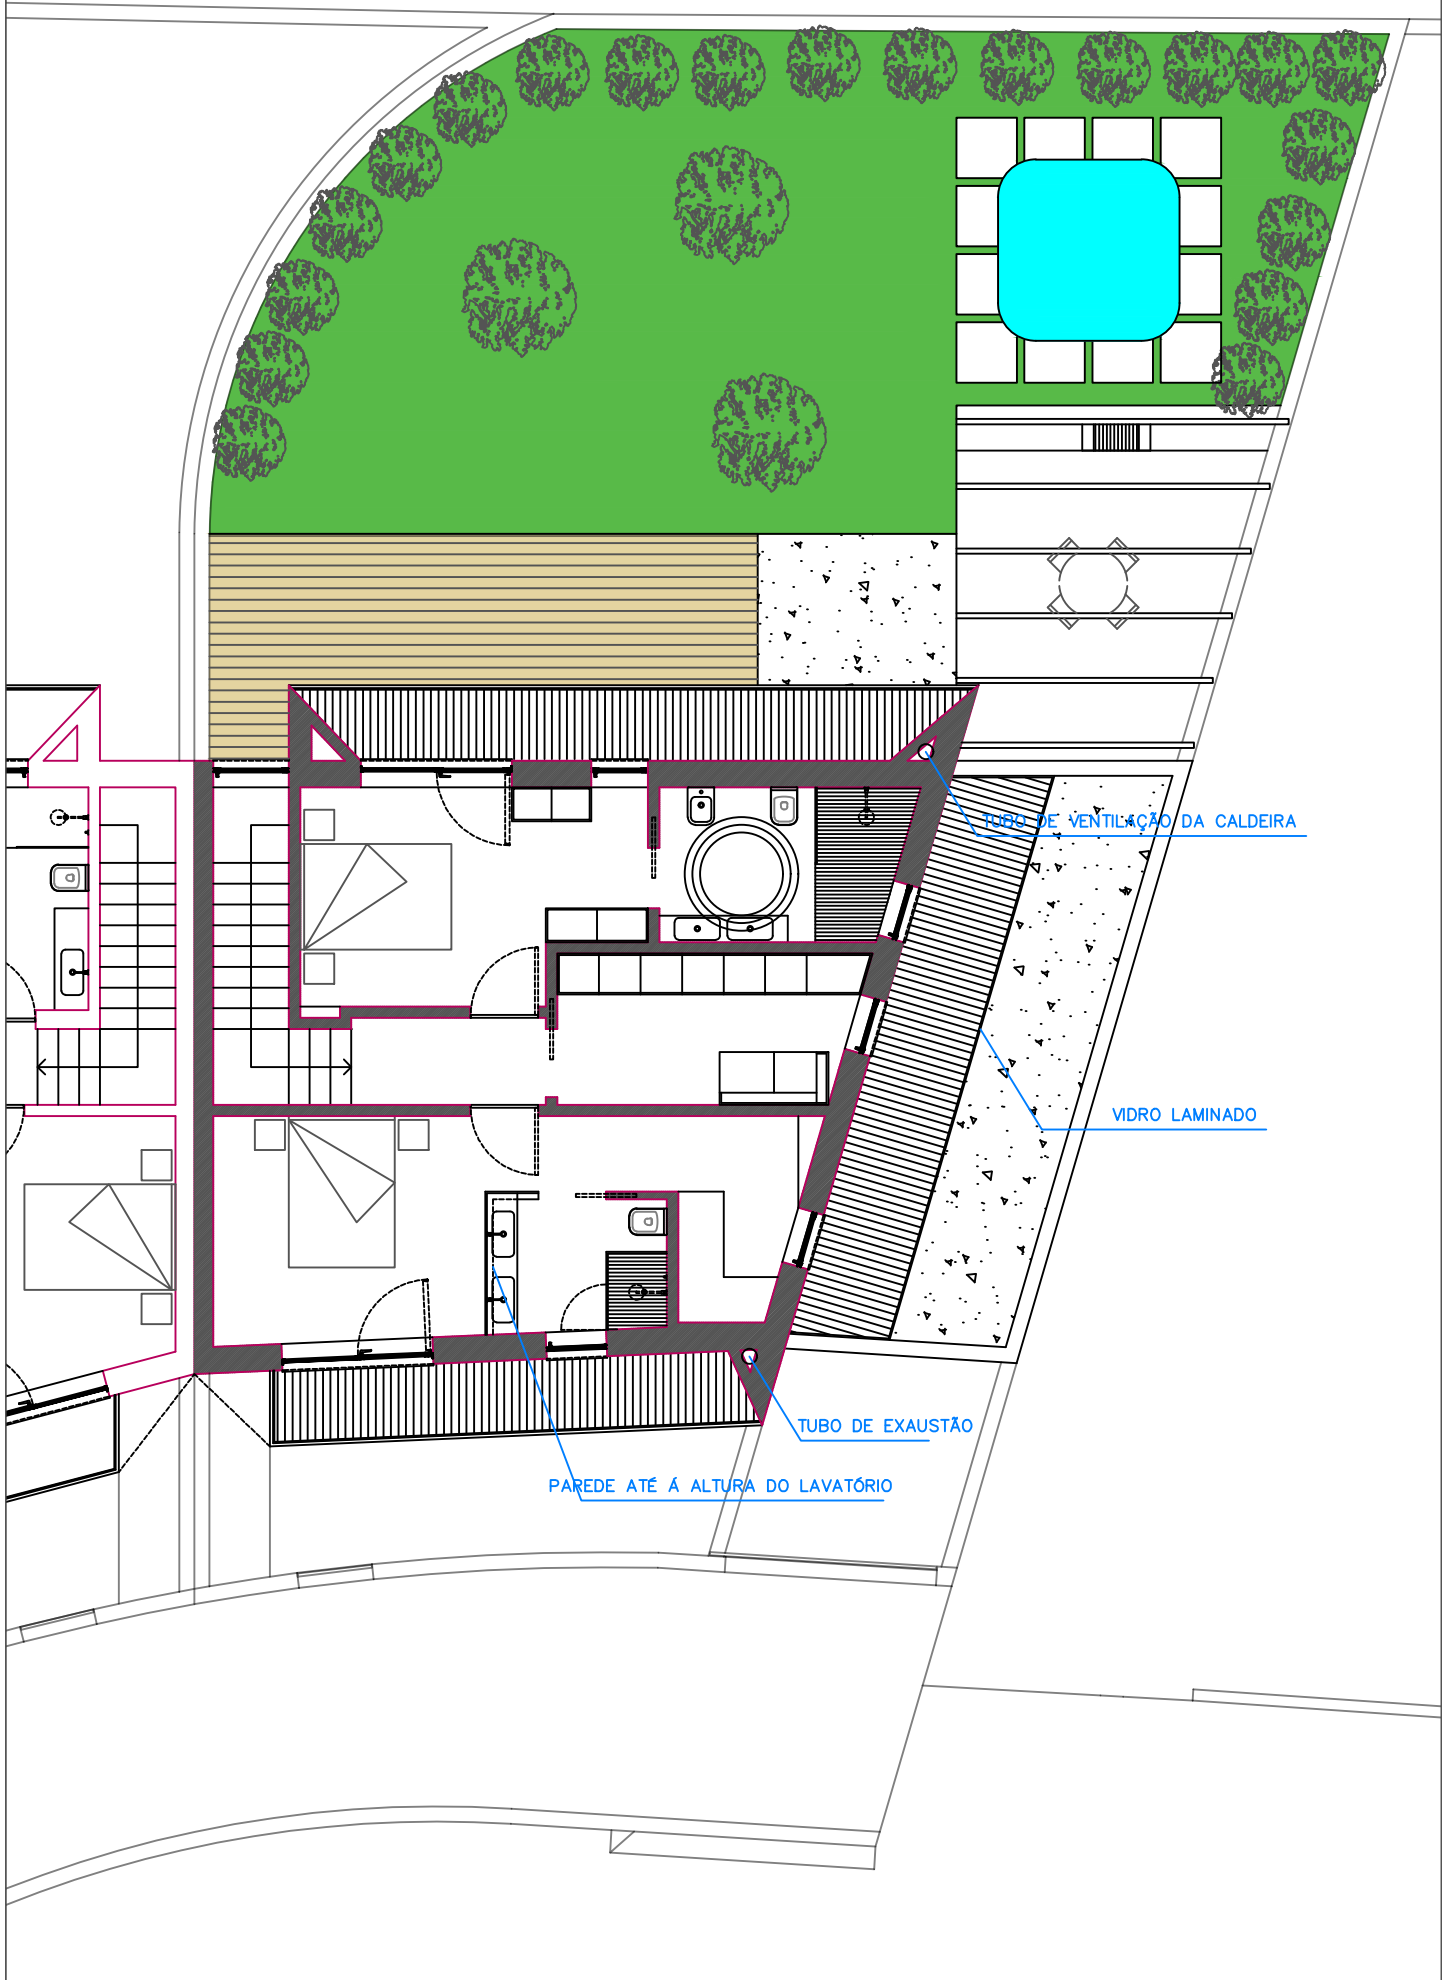 TUBO DE VENTILAÇÃO DA CALDEIRA
VIDRO LAMINADO
TUBO DE EXAUSTÃO
PAREDE ATÉ Á ALTURA DO LAVATÓRIO